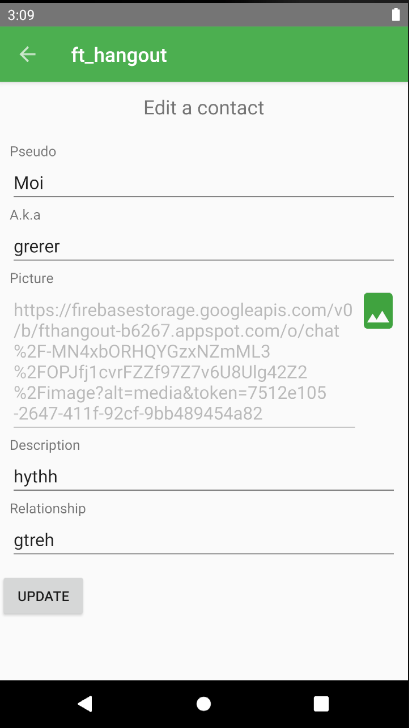 3:09
ft_hangout
Edit a contact
Pseudo
Moi
A.k.a
grerer
Picture
https://firebasestorage.googleapis.com/v0
/b/fthangout-b6267.appspot.com/o/chat
%2F-MN4xbORHQYGzxNZmML3
%2FOPJfj1cvrFZZf97Z7v6U8Ulg42Z2
%2Fimage?alt=media&token=7512e105
-2647-411f-92cf-9bb489454a82
Description
hythh
Relationship
gtreh
UPDATE